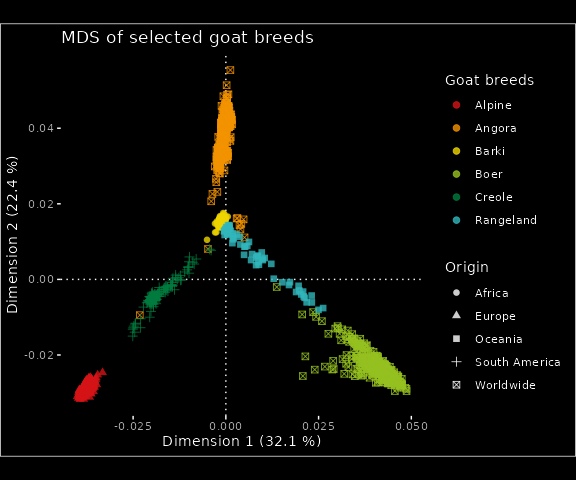 MDS of selected goat breeds
Dimension 2 (22.4 %)
0.04
0.02
0.00
-0.02
-0.025
0.000
0.025
0.050
Dimension 1 (32.1 %)
Goat breeds
Alpine
Angora
Barki
Boer
Creole
Rangeland
Origin
Africa
Europe
Oceania
South America
Worldwide